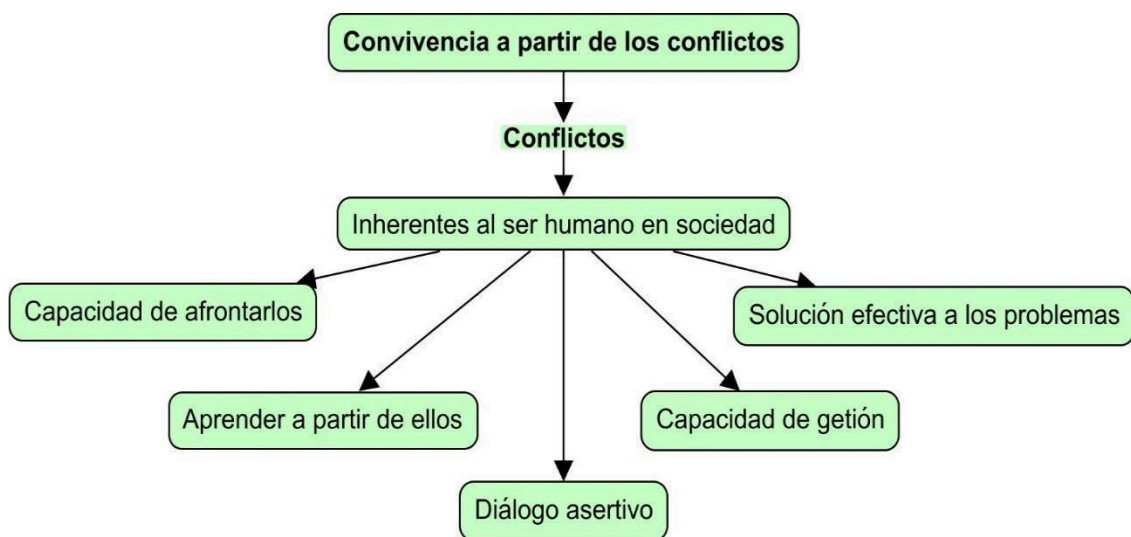 Convivencia a partir de los conflictos
Conflictos
Inherentes al ser humano en sociedad
Capacidad de afrontarlos
Solución efectiva a los problemas
Aprender a partir de ellos
Capacidad de getión
Diálogo asertivo